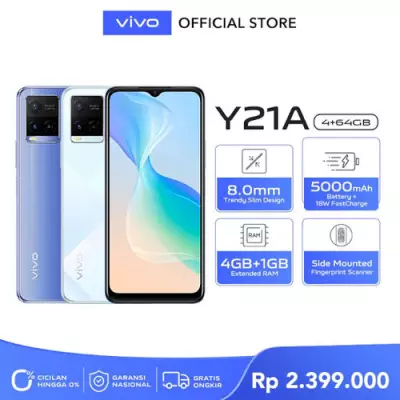 vivo OFFICIAL STORE
Y21A 4+64GB
8.0mm
Trendy Slim Design
5000mAh
Battery +
18W FastCharge
RAM
4GB+1GB
Extended RAM
Side Mounted
Fingerprint Scanner
vivo
vivo
CICILAN
HINGGA 0%
GARANSI
NASIONAL
GRATIS
ONGKIR
Rp 2.399.000